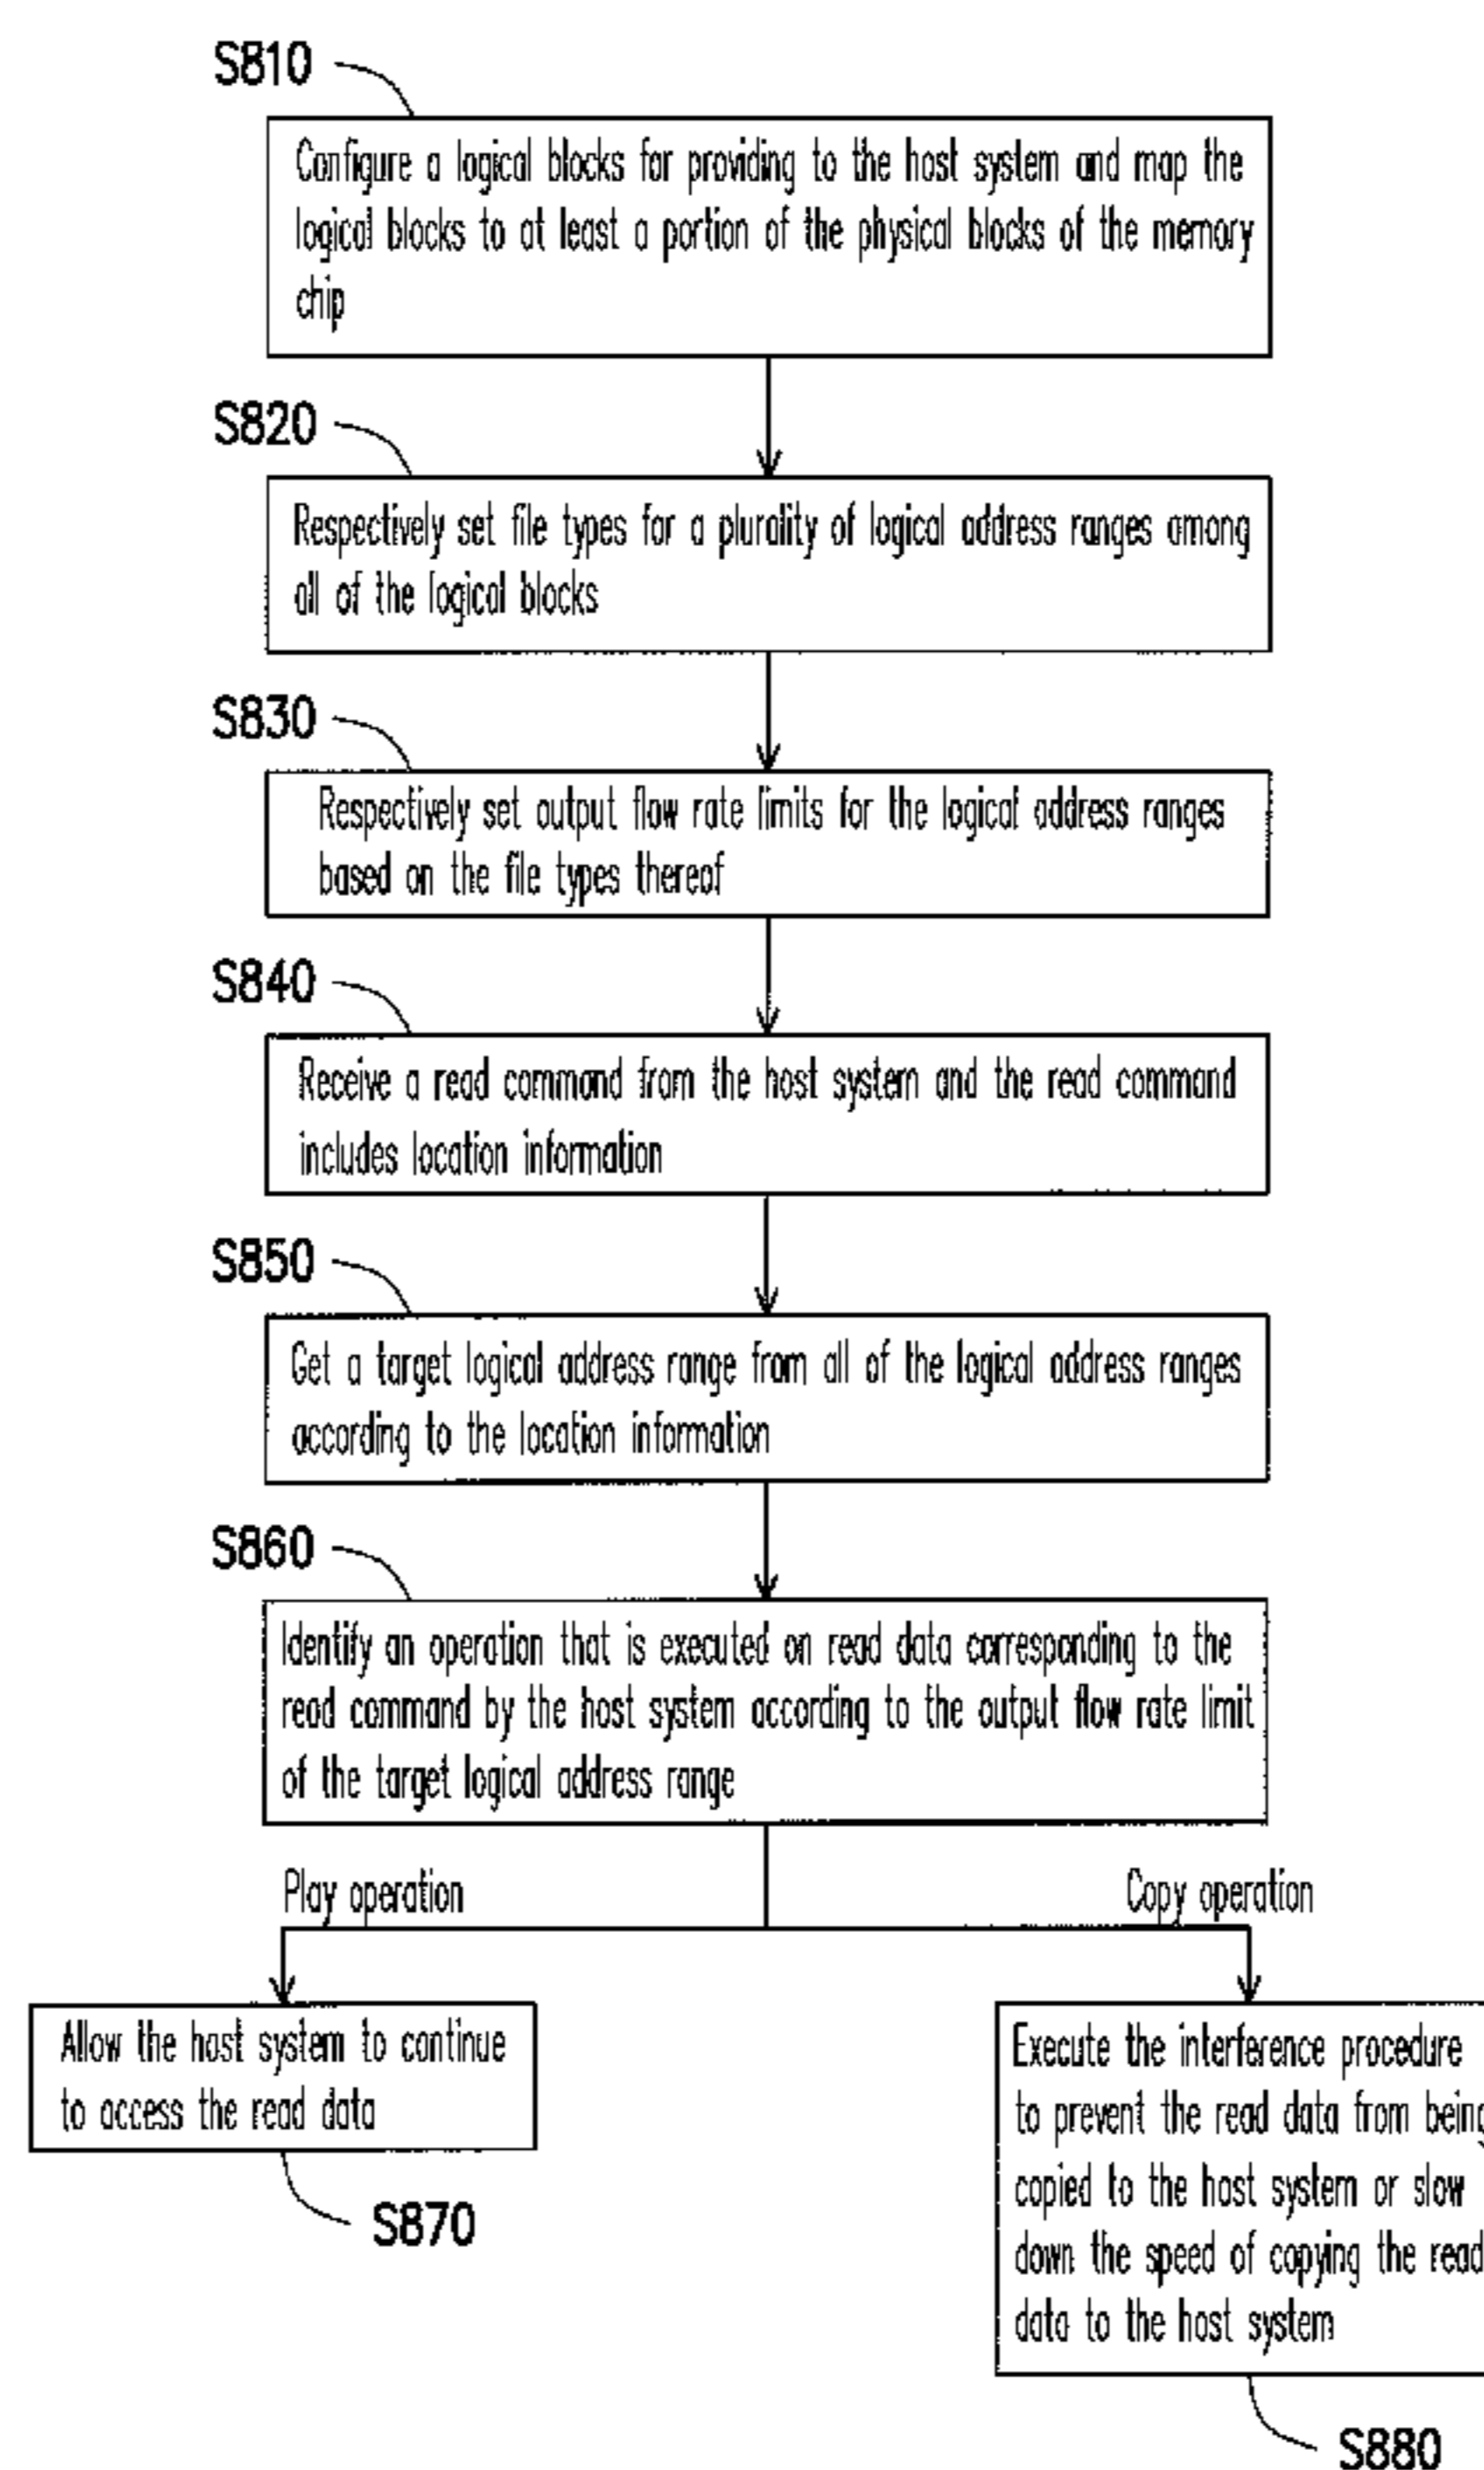 S810
Configure a logical blocks for providing to the host system and map the
logical blocks to at least a portion of the physical blocks of the memory
chip
S820
Respectively set file types for a plurality of logical address ranges among
all of the logical blocks
S830
Respectively set output flow rate limits for the logical address ranges
based on the file types thereof
S840
Receive a read command from the host system and the read command
includes location information
S850
Get a target logical address range from all of the logical address ranges
according to the location information
S860
Identify an operation that is executed on read data corresponding to the
read command by the host system according to the output flow rate limit
of the target logical address range
Play operation
Copy operation
Allow the host system to continue
to access the read data
S870
Execute the interference procedure
to prevent the read data from being
copied to the host system or slow
down the speed of copying the read
data to the host system
S880